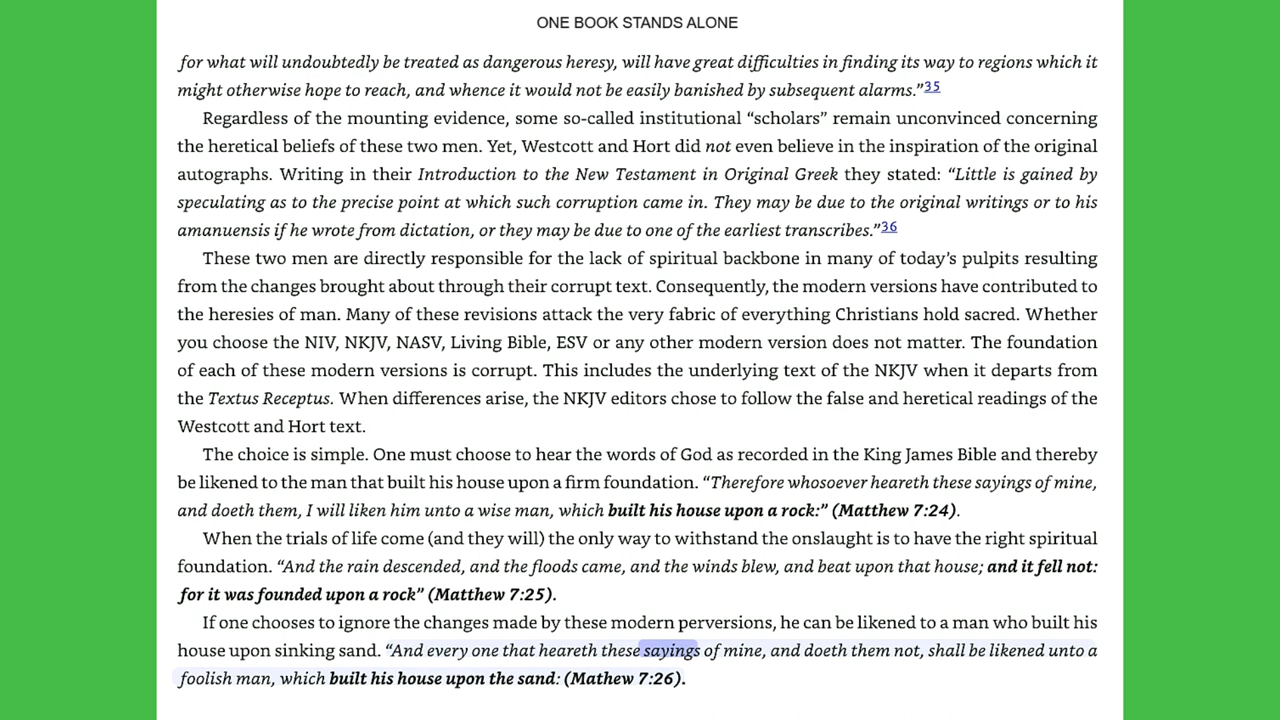 ONE BOOK STANDS ALONE
for what will undoubtedly be treated as dangerous heresy, will have great difficulties in finding its way to regions which it
might otherwise hope to reach, and whence it would not be easily banished by subsequent alarms.”35
Regardless of the mounting evidence, some so-called institutional “scholars” remain unconvinced concerning
the heretical beliefs of these two men. Yet, Westcott and Hort did not even believe in the inspiration of the original
autographs. Writing in their Introduction to the New Testament in Original Greek they stated: “Little is gained by
speculating as to the precise point at which such corruption came in. They may be due to the original writings or to his
amanuensis if he wrote from dictation, or they may be due to one of the earliest transcribes.”36
These two men are directly responsible for the lack of spiritual backbone in many of today’s pulpits resulting
from the changes brought about through their corrupt text. Consequently, the modern versions have contributed to
the heresies of man. Many of these revisions attack the very fabric of everything Christians hold sacred. Whether
you choose the NIV, NKJV, NASV, Living Bible, ESV or any other modern version does not matter. The foundation
of each of these modern versions is corrupt. This includes the underlying text of the NKJV when it departs from
the Textus Receptus. When differences arise, the NKJV editors chose to follow the false and heretical readings of the
Westcott and Hort text.
The choice is simple. One must choose to hear the words of God as recorded in the King James Bible and thereby
be likened to the man that built his house upon a firm foundation. “Therefore whosoever heareth these sayings of mine,
and doeth them, I will liken him unto a wise man, which built his house upon a rock:” (Matthew 7:24).
When the trials of life come (and they will) the only way to withstand the onslaught is to have the right spiritual
foundation. “And the rain descended, and the floods came, and the winds blew, and beat upon that house; and it fell not:
for it was founded upon a rock” (Matthew 7:25).
If one chooses to ignore the changes made by these modern perversions, he can be likened to a man who built his
house upon sinking sand. “And every one that heareth these sayings of mine, and doeth them not, shall be likened unto a
foolish man, which built his house upon the sand: (Mathew 7:26).